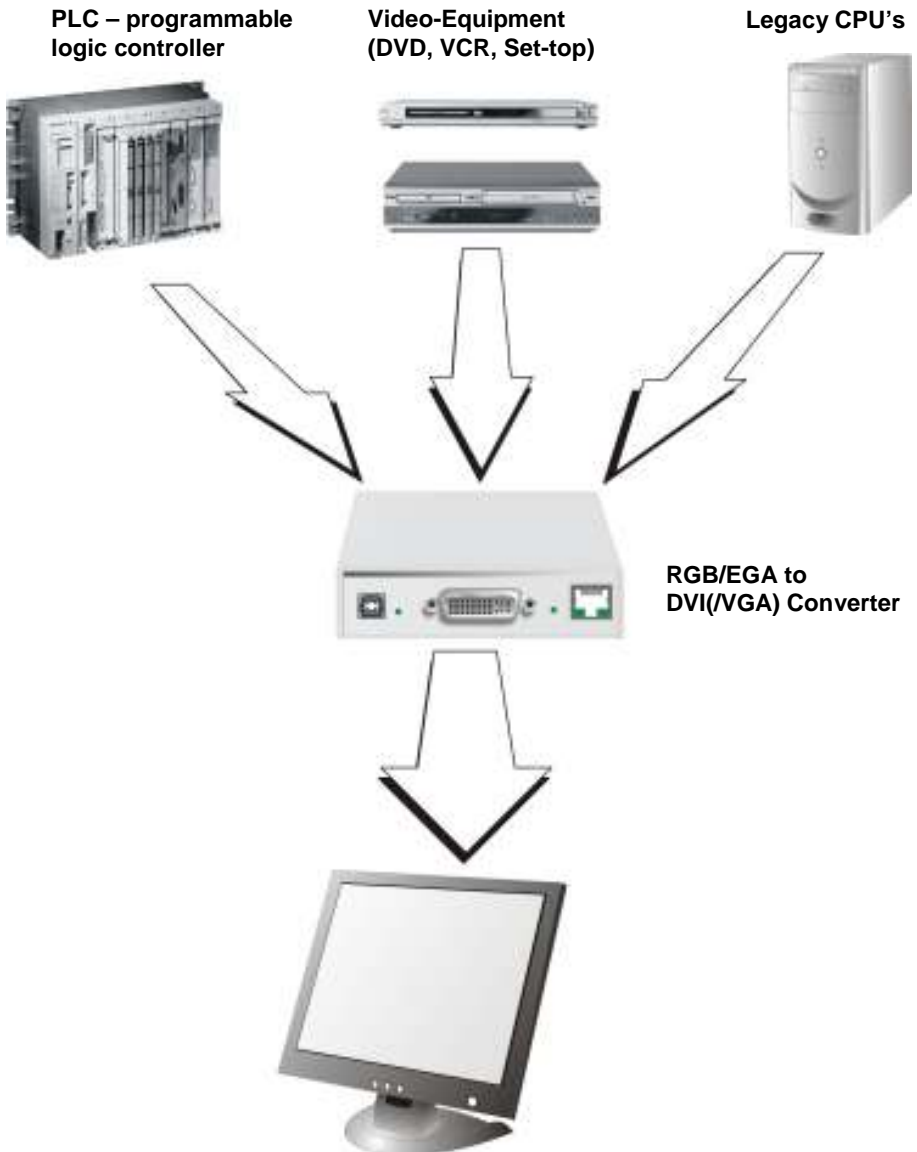 PLC – programmable
logic controller
Video-Equipment
(DVD, VCR, Set-top)
Legacy CPU's
RGB/EGA to
DVI(/VGA) Converter